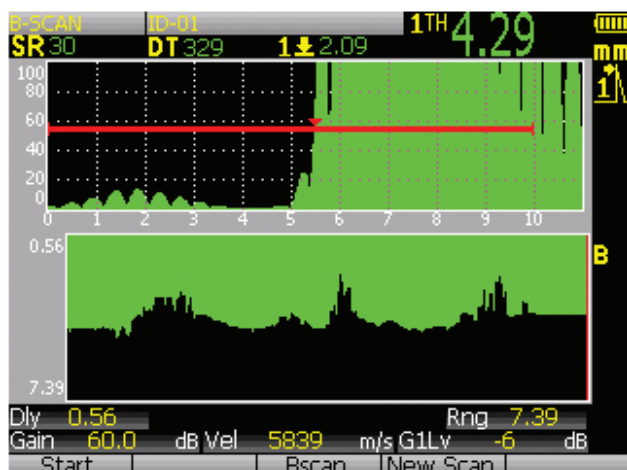 B-SCAN ID-01 1TH 4.29
SR 30 DT 329 1 2.09 mm
100
80
60
40
20
0
0 1 2 3 4 5 6 7 8 9 10
1
0.56
B
7.39
Dly 0.56 Rng 7.39
Gain 60.0 dB Vel 5839 m/s G1Lv -6 dB
Start Bscan New Scan